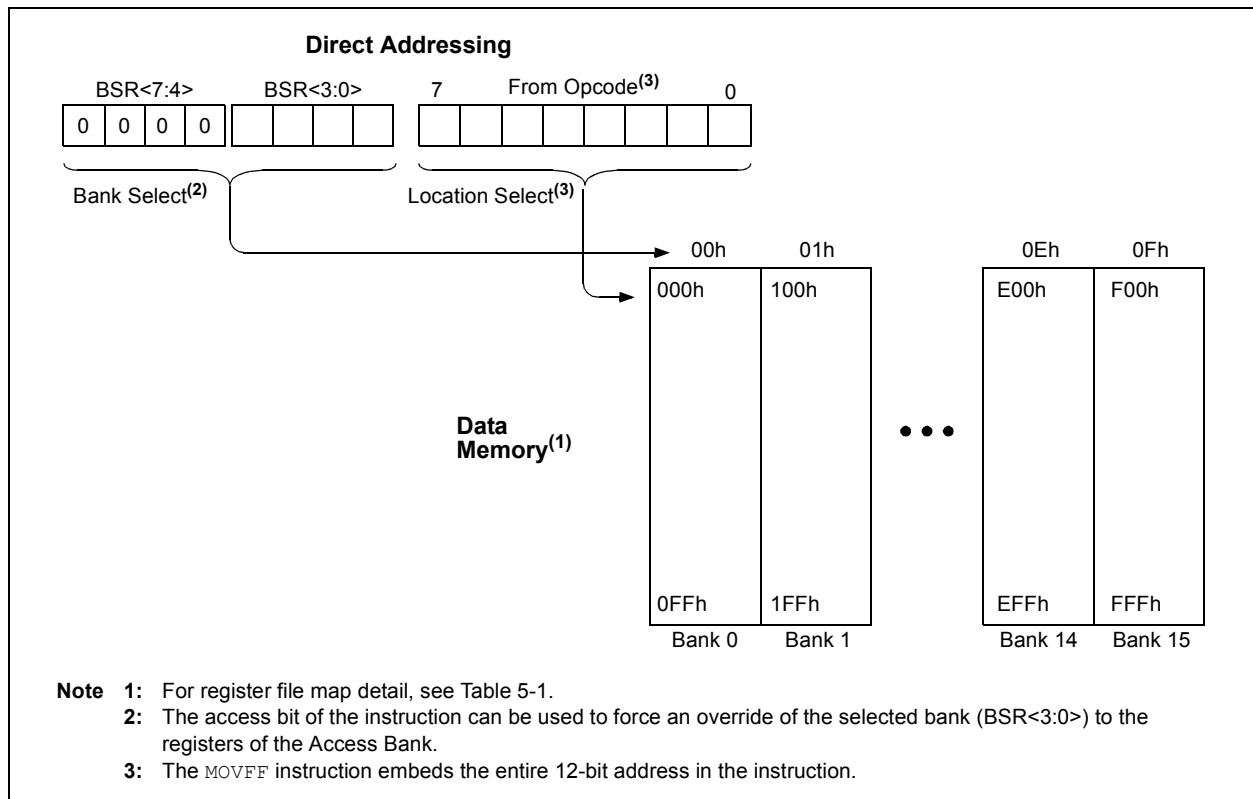 Direct Addressing
BSR<7:4> BSR<3:0> 7 From Opcode(3) 0
0 0 0 0
Bank Select(2) Location Select(3)
00h 01h 0Eh 0Fh
000h 100h E00h F00h
Data
Memory(1)
0FFh 1FFh EFFh FFFh
Bank 0 Bank 1 Bank 14 Bank 15
Note 1: For register file map detail, see Table 5-1.
2: The access bit of the instruction can be used to force an override of the selected bank (BSR<3:0>) to the
registers of the Access Bank.
3: The MOVFF instruction embeds the entire 12-bit address in the instruction.